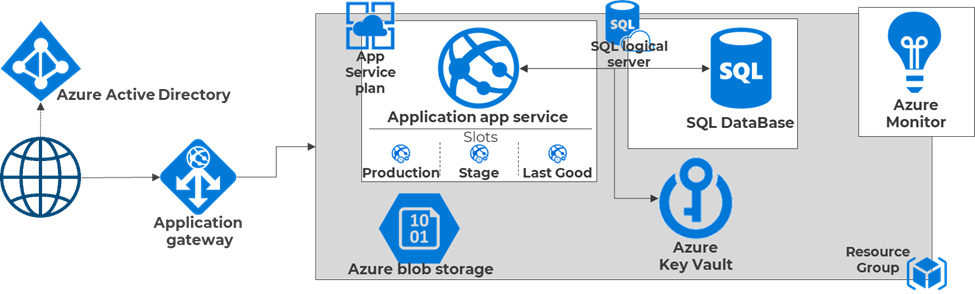 Azure Active Directory
Application
gateway
App
Service
plan
Application app service
Slots
Production
Stage
Last Good
SQL logical
server
SQL
SQL
SQL DataBase
Azure
Monitor
10
01
Azure blob storage
Azure
Key Vault
Resource
Group